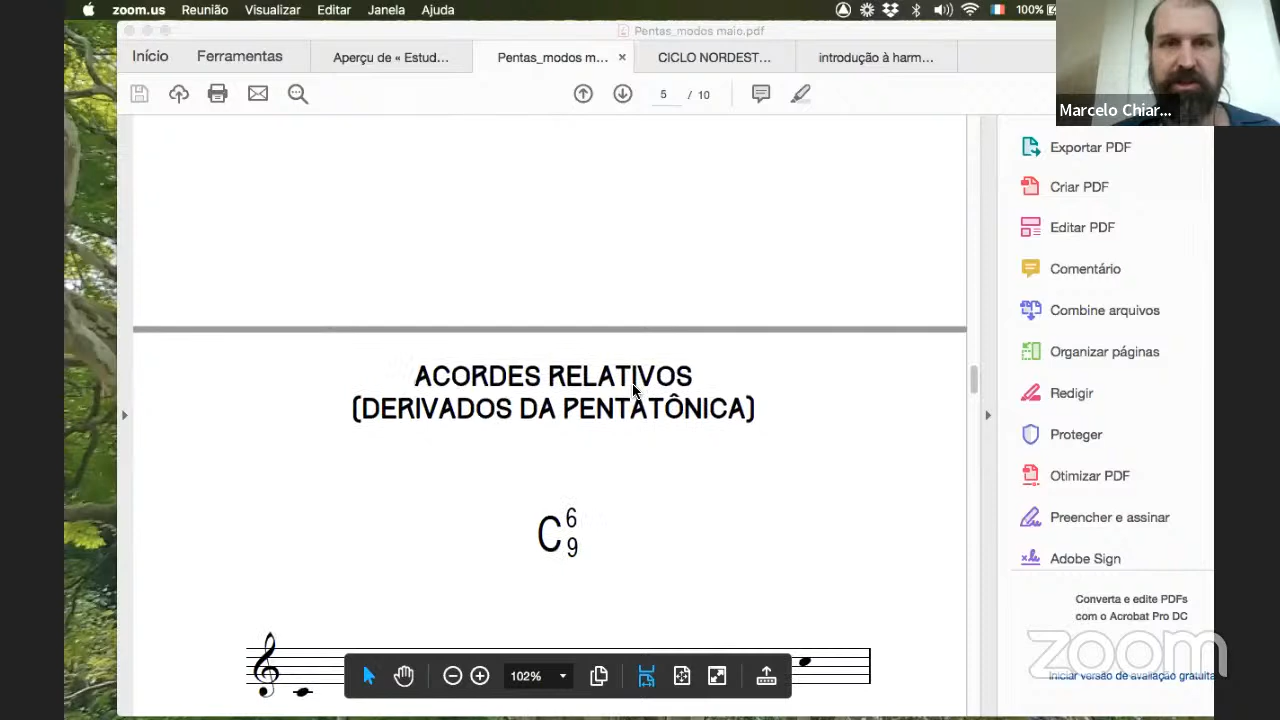 zoom.us Reunião Visualizar Editar Janela Ajuda 100%
Pentas_modos maio.pdf
Início Ferramentas Aperçu de « Estud... Pentas_modos m... × CICLO NORDEST... introdução à harm...
5 / 10
Marcelo Chiar...
Exportar PDF
Criar PDF
Editar PDF
Comentário
Combine arquivos
Organizar páginas
Redigir
Proteger
Otimizar PDF
Preencher e assinar
Adobe Sign
Converta e edite PDFs
com o Acrobat Pro DC
Iniciar versão de avaliação gratuita
ACORDES RELATIVOS
(DERIVADOS DA PENTATÔNICA)
C 6 9
102%
zoom